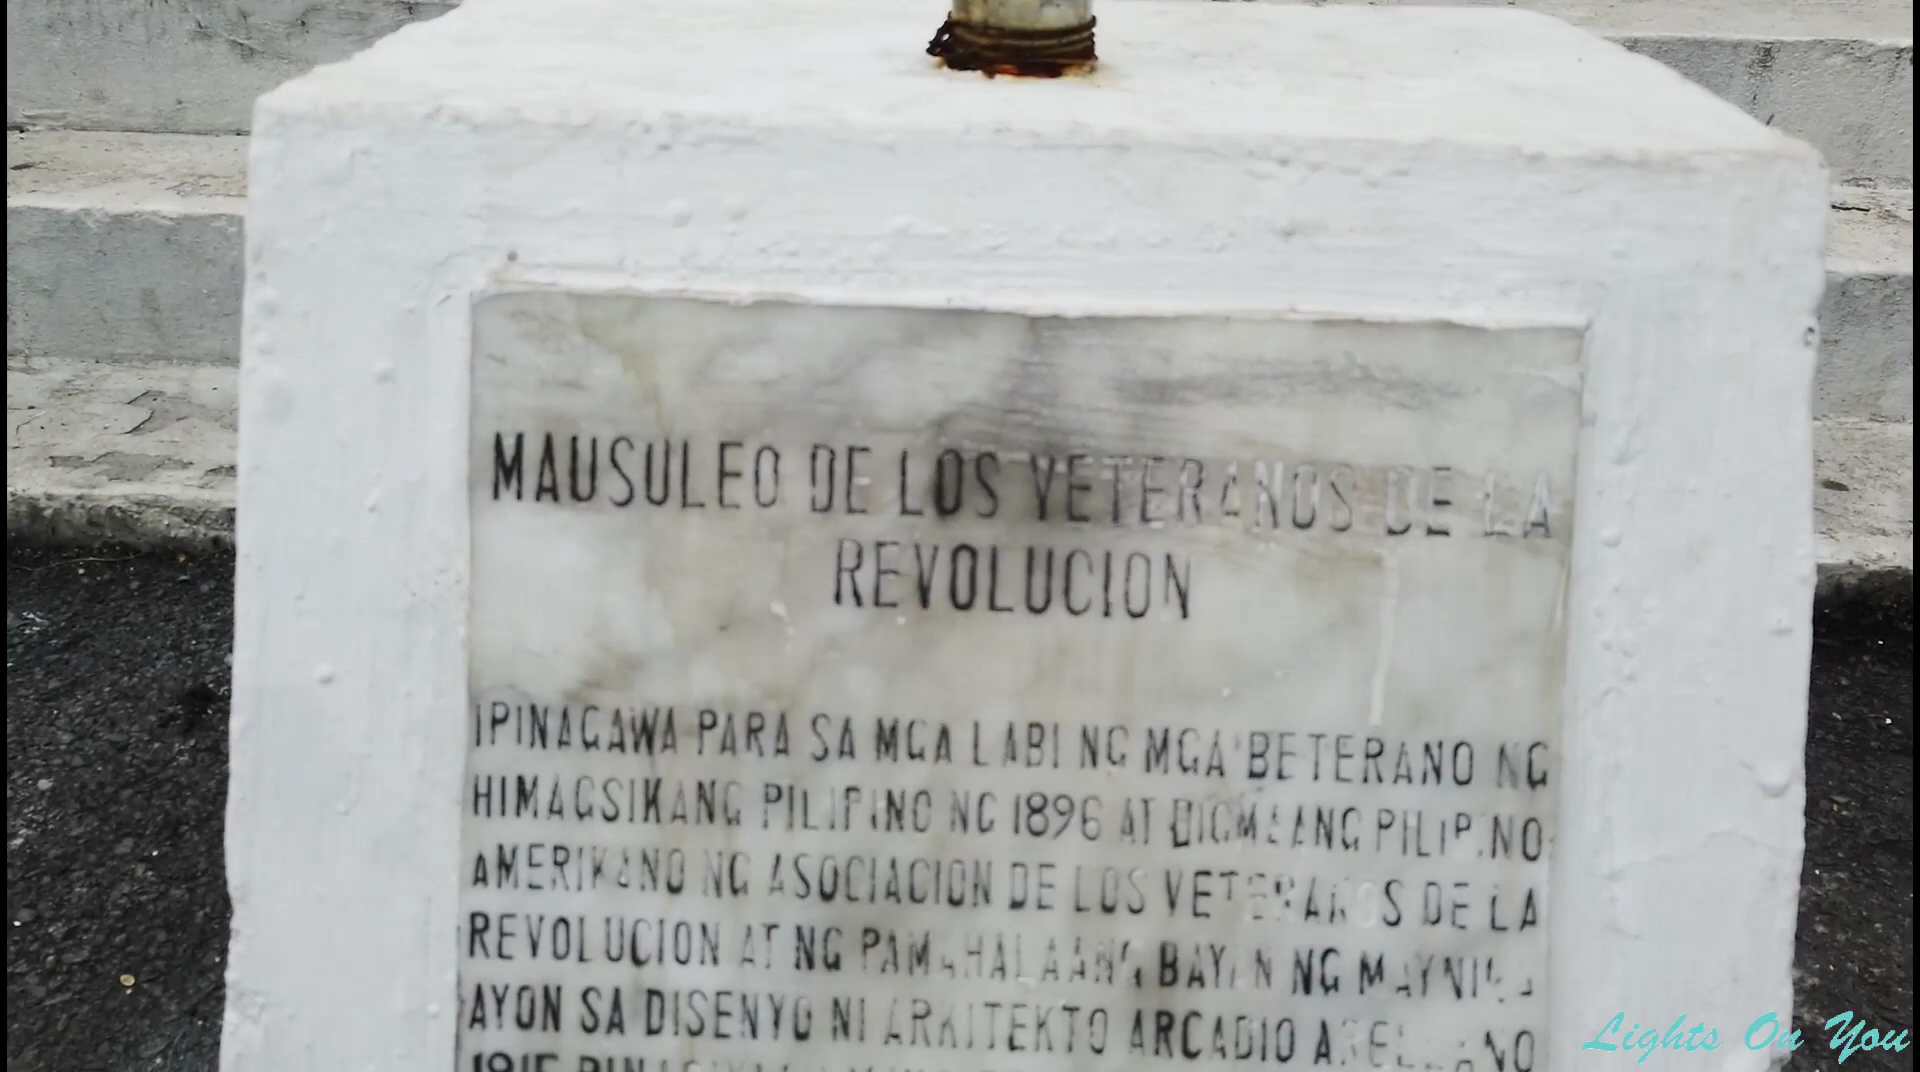 MAUSULEO DE LOS VETERANOS DE LA
REVOLUCION
IPINAGAWA PARA SA MGA LABI NG MGA BETERANO NG
HIMAGSIKANG PILIPINO NG 1896 AT DIGMAANG PILIPINO
AMERIKANO NG ASOCIACION DE LOS VETERANOS DE LA
REVOLUCION AT NG PAMAHALAANG BAYAN NG MAYNILA
AYON SA DISENYO NI ARKITEKTO ARCADIO ARELLANO
1915
Lights On You